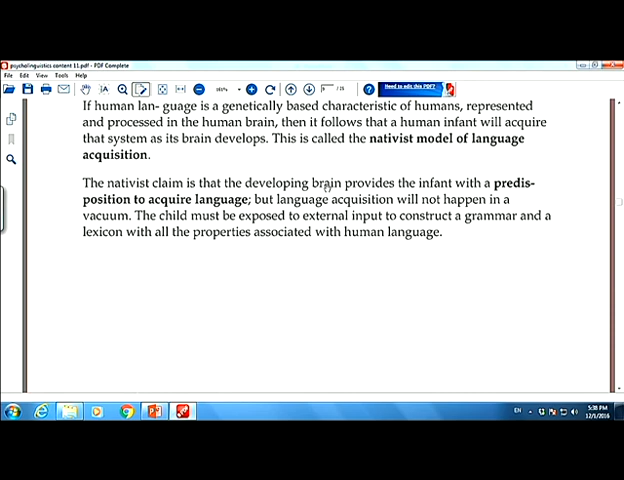 psycholinguistics content 11.pdf - PDF Complete
File Edit View Tools Help
Need to edit this PDF?
If human lan- guage is a genetically based characteristic of humans, represented
and processed in the human brain, then it follows that a human infant will acquire
that system as its brain develops. This is called the nativist model of language
acquisition.
The nativist claim is that the developing brain provides the infant with a predis-
position to acquire language; but language acquisition will not happen in a
vacuum. The child must be exposed to external input to construct a grammar and a
lexicon with all the properties associated with human language.
EN
5:38 PM
12/1/2016